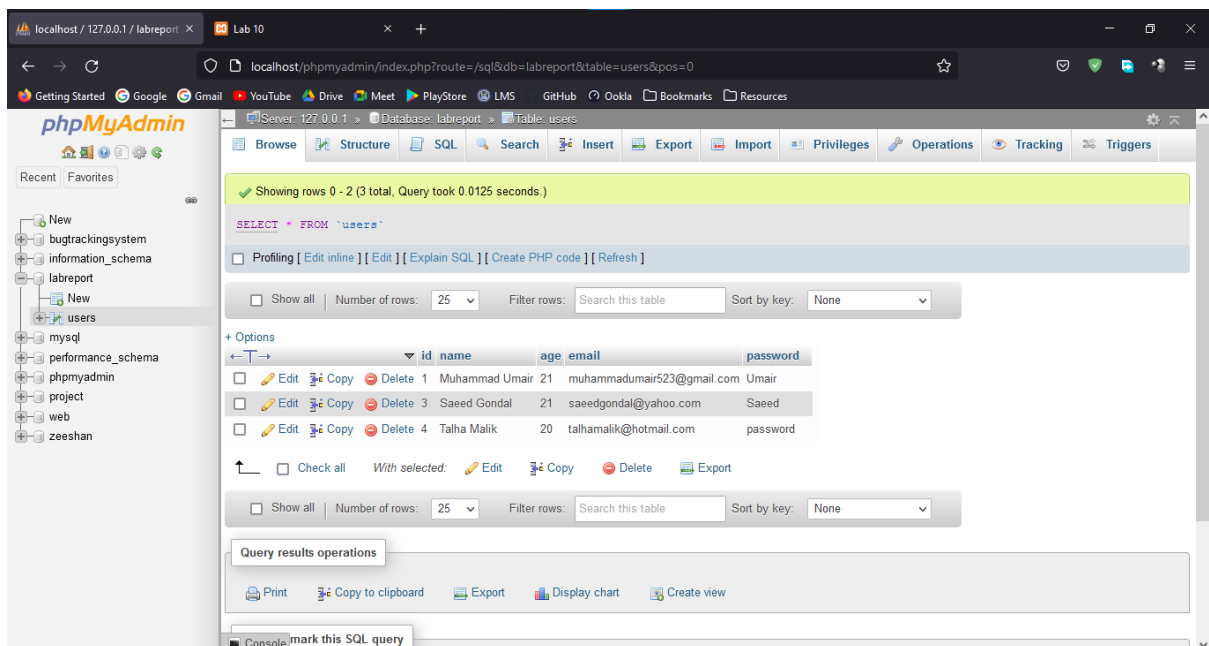 localhost / 127.0.0.1 / labreport
Lab 10
localhost/phpmyadmin/index.php?route=/sql&db=labreport&table=users&pos=0
Getting Started Google Gmail YouTube Drive Meet PlayStore LMS GitHub Ookla Bookmarks Resources
phpMyAdmin
Recent Favorites
New
bugtrackingsystem
information_schema
labreport
New
users
mysql
performance_schema
phpmyadmin
project
web
zeeshan
Server: 127.0.0.1 » Database: labreport » Table: users
Browse Structure SQL Search Insert Export Import Privileges Operations Tracking Triggers
Showing rows 0 - 2 (3 total, Query took 0.0125 seconds.)
SELECT * FROM `users`
Profiling [ Edit inline ] [ Edit ] [ Explain SQL ] [ Create PHP code ] [ Refresh ]
Show all | Number of rows: 25 Filter rows: Search this table Sort by key: None
+ Options
←T→ id name age email password
Edit Copy Delete 1 Muhammad Umair 21 muhammadumair523@gmail.com Umair
Edit Copy Delete 3 Saeed Gondal 21 saeedgondal@yahoo.com Saeed
Edit Copy Delete 4 Talha Malik 20 talhamalik@hotmail.com password
Check all With selected: Edit Copy Delete Export
Show all | Number of rows: 25 Filter rows: Search this table Sort by key: None
Query results operations
Print Copy to clipboard Export Display chart Create view
Console mark this SQL query